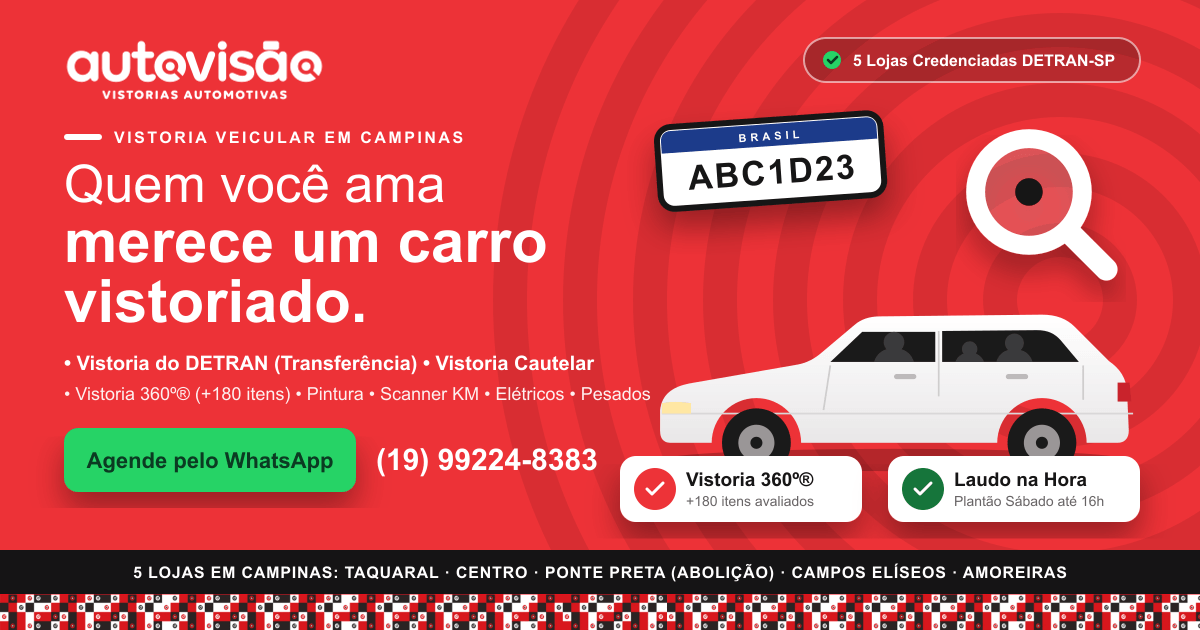 autovisão
VISTORIAS AUTOMOTIVAS
5 Lojas Credenciadas DETRAN-SP
VISTORIA VEICULAR EM CAMPINAS
Quem você ama
merece um carro
vistoriado.
BRASIL
ABC1D23
• Vistoria do DETRAN (Transferência) • Vistoria Cautelar
• Vistoria 360º® (+180 itens) • Pintura • Scanner KM • Elétricos • Pesados
Agende pelo WhatsApp
(19) 99224-8383
Vistoria 360º®
+180 itens avaliados
Laudo na Hora
Plantão Sábado até 16h
5 LOJAS EM CAMPINAS: TAQUARAL · CENTRO · PONTE PRETA (ABOLIÇÃO) · CAMPOS ELÍSEOS · AMOREIRAS